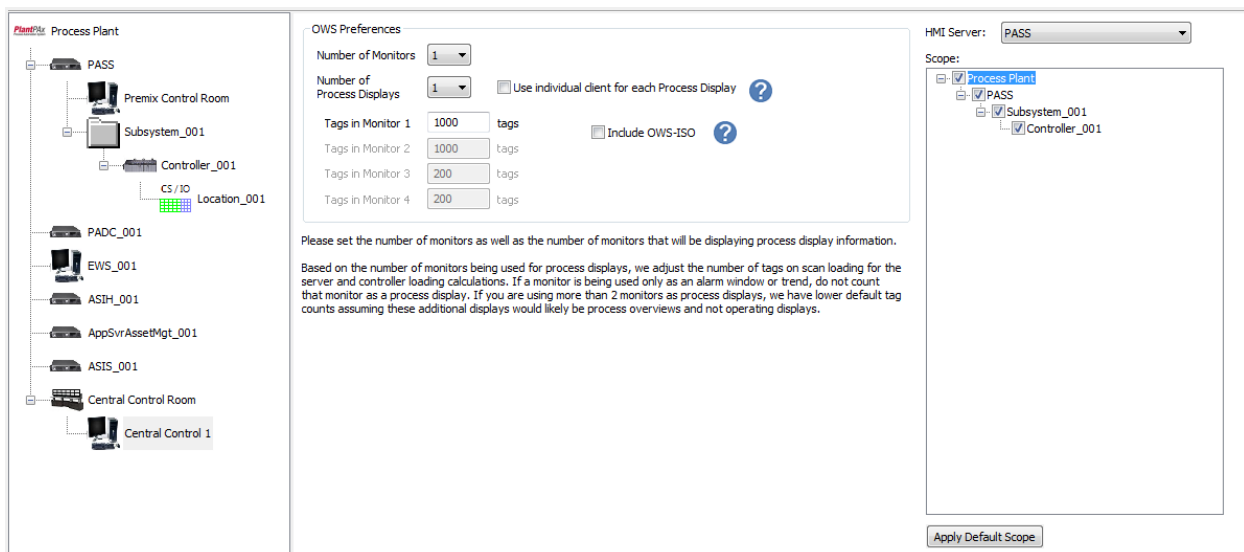 PlantPAx Process Plant
PASS
Premix Control Room
Subsystem_001
Controller_001
CS / IO
Location_001
PADC_001
EWS_001
ASIH_001
AppSvrAssetMgt_001
ASIS_001
Central Control Room
Central Control 1
OWS Preferences
Number of Monitors 1
Number of
Process Displays 1 Use individual client for each Process Display ?
Tags in Monitor 1 1000 tags
Include OWS-ISO ?
Tags in Monitor 2 1000 tags
Tags in Monitor 3 200 tags
Tags in Monitor 4 200 tags
Please set the number of monitors as well as the number of monitors that will be displaying process display information.
Based on the number of monitors being used for process displays, we adjust the number of tags on scan loading for the
server and controller loading calculations. If a monitor is being used only as an alarm window or trend, do not count
that monitor as a process display. If you are using more than 2 monitors as process displays, we have lower default tag
counts assuming these additional displays would likely be process overviews and not operating displays.
HMI Server: PASS
Scope:
Process Plant
PASS
Subsystem_001
Controller_001
Apply Default Scope